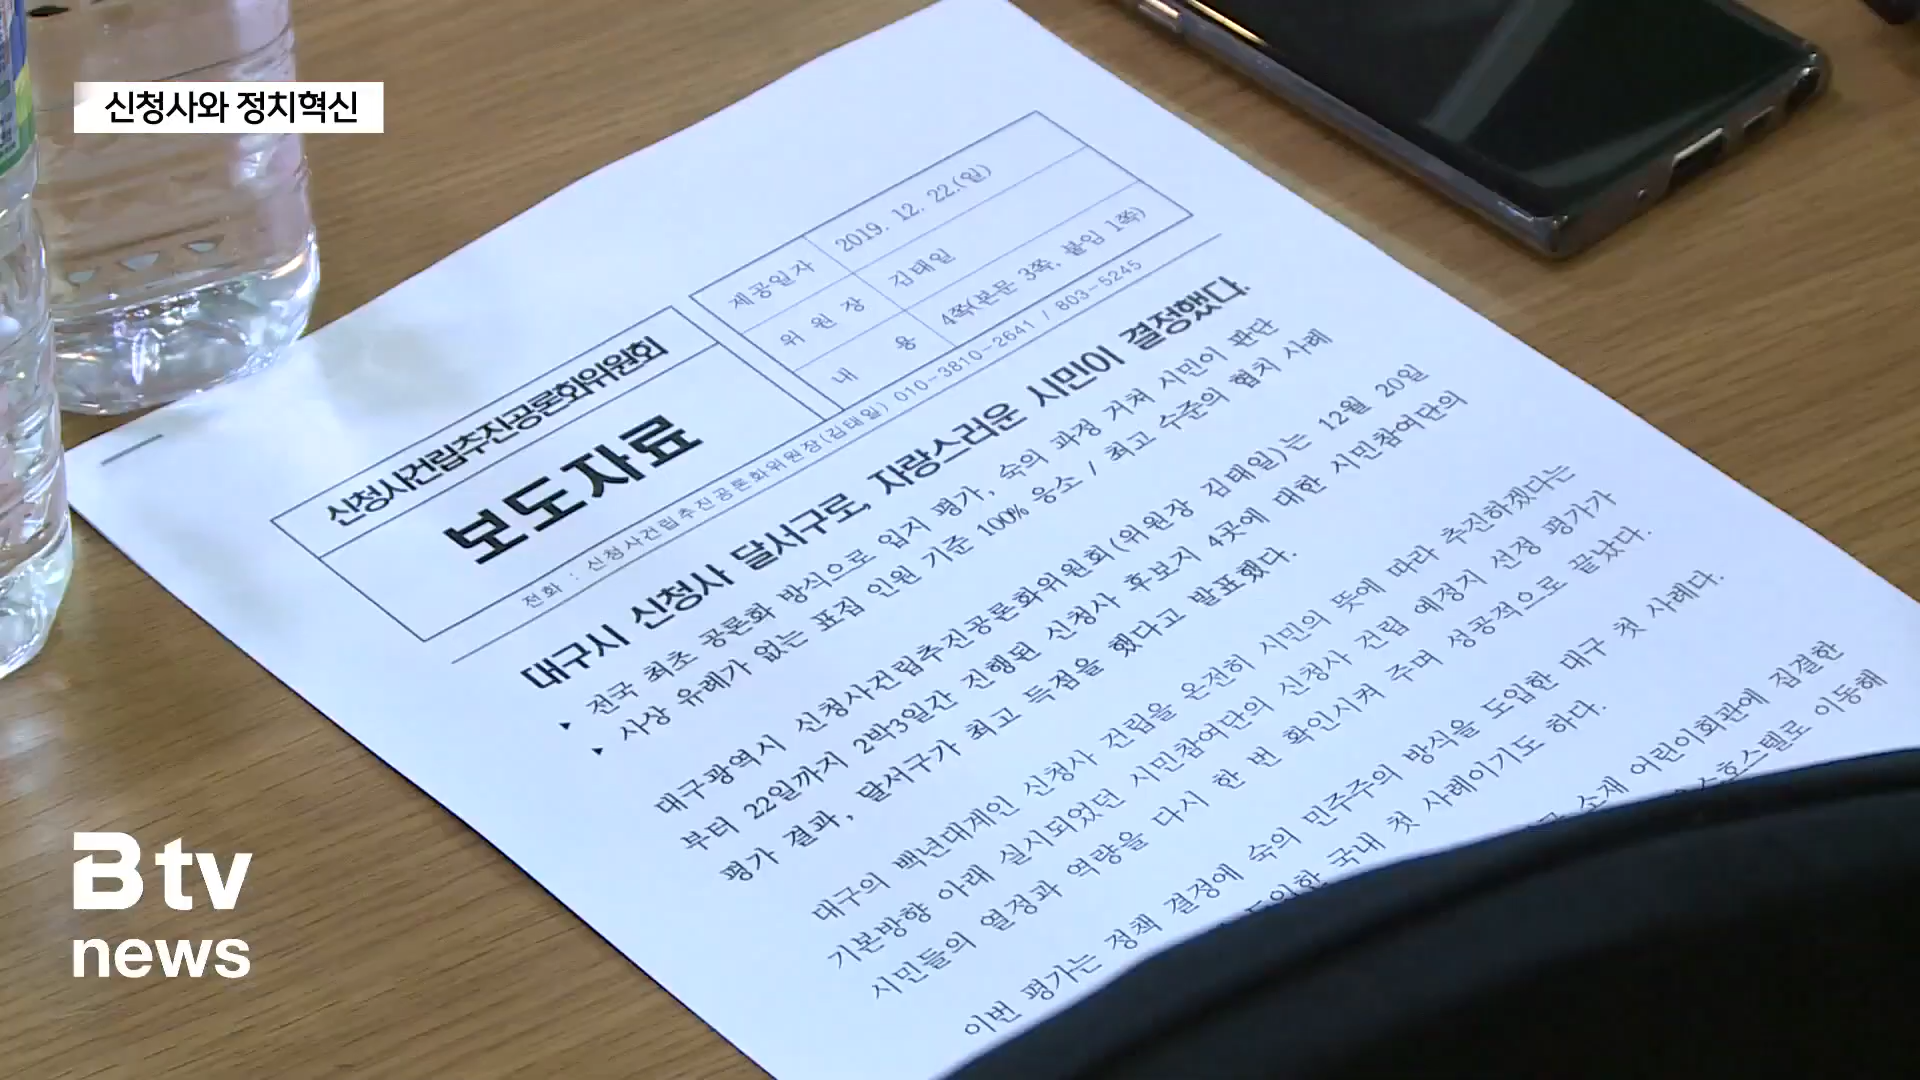 신청사와 정치혁신
신청사건립추진공론화위원회
보도자료
제공일자 2019. 12. 22.(일)
위 원 장 김태일
내 용 4쪽(본문 3쪽, 붙임 1쪽)
전화 : 신청사건립추진공론화위원장(김태일) 010-3810-2641 / 803-5245
대구시 신청사 달서구로, 자랑스러운 시민이 결정했다.
▸ 전국 최초 공론화 방식으로 입지 평가, 숙의 과정 거쳐 시민이 판단
▸ 사상 유례가 없는 표집 인원 기준 100% 응소 / 최고 수준의 협치 사례
대구광역시 신청사건립추진공론화위원회(위원장 김태일)는 12월 20일
부터 22일까지 2박3일간 진행된 신청사 후보지 4곳에 대한 시민참여단의
평가 결과, 달서구가 최고 득점을 했다고 발표했다.
대구의 백년대계인 신청사 건립을 온전히 시민의 뜻에 따라 추진하겠다는
기본방향 아래 실시되었던 시민참여단의 신청사 건립 예정지 선정 평가가
시민들의 열정과 역량을 다시 한 번 확인시켜 주며 성공적으로 끝났다.
이번 평가는 정책 결정에 숙의 민주주의 방식을 도입한 대구 첫 사례다.
도입한 국내 첫 사례이기도 하다.
소재 어린이회관에 집결한
이동해
B tv
news